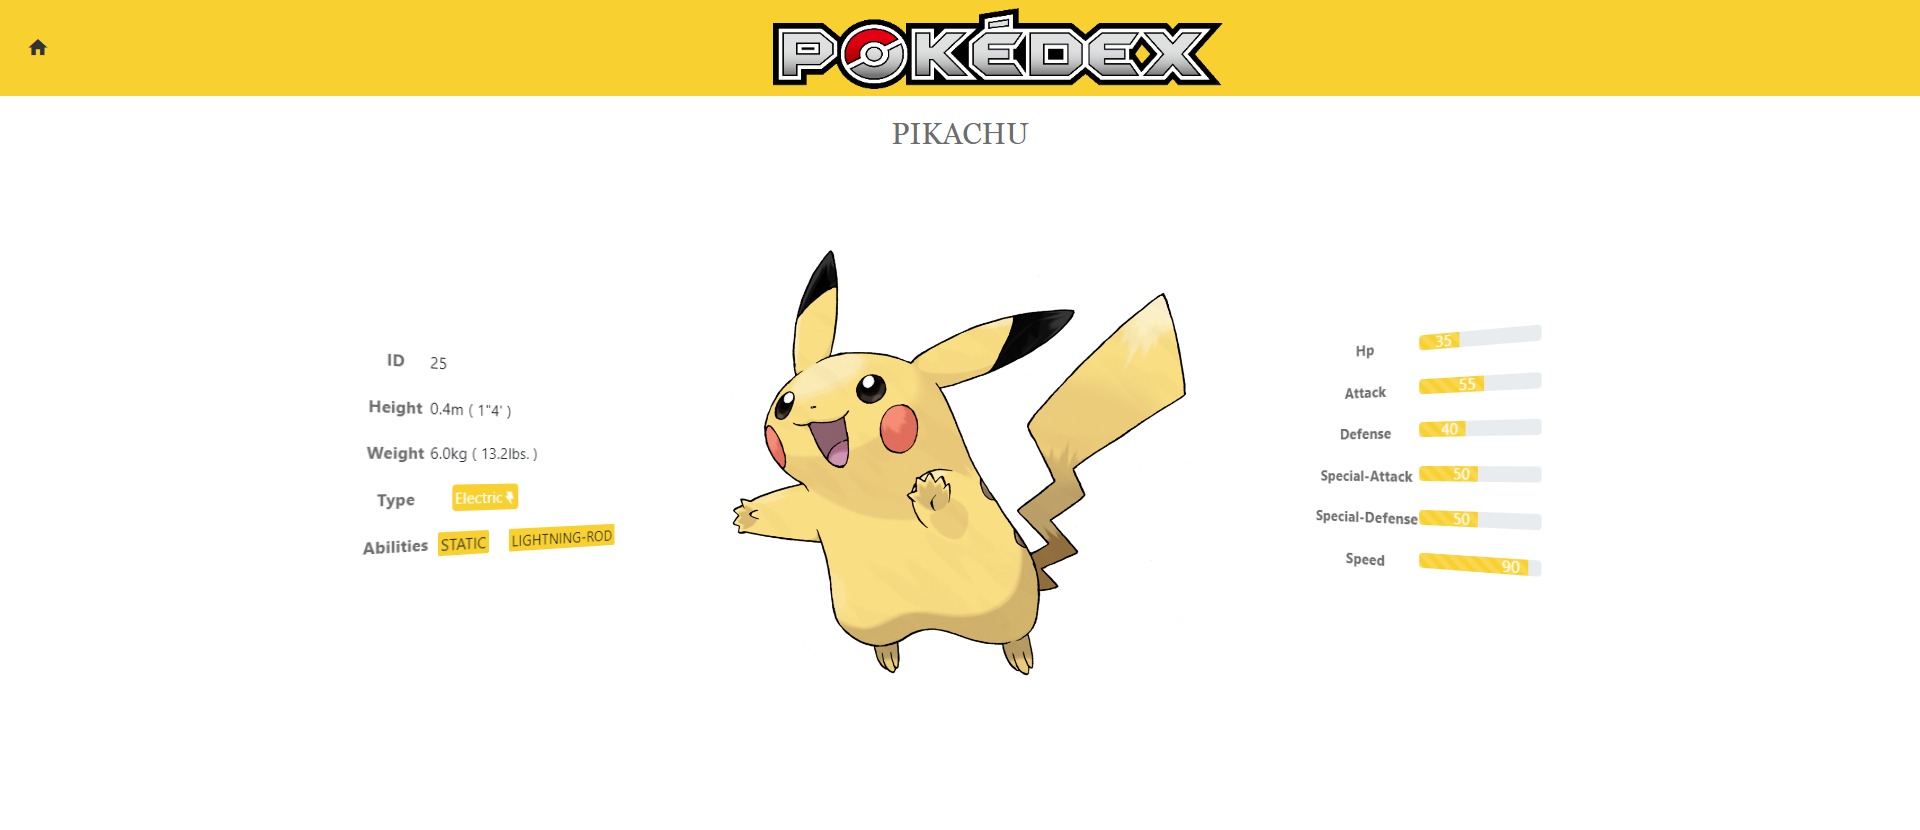 POKÉDEX
PIKACHU
ID 25
Height 0.4m ( 1"4' )
Weight 6.0kg ( 13.2lbs. )
Type Electric
Abilities STATIC LIGHTNING-ROD
Hp 35
Attack 55
Defense 40
Special-Attack 50
Special-Defense 50
Speed 90